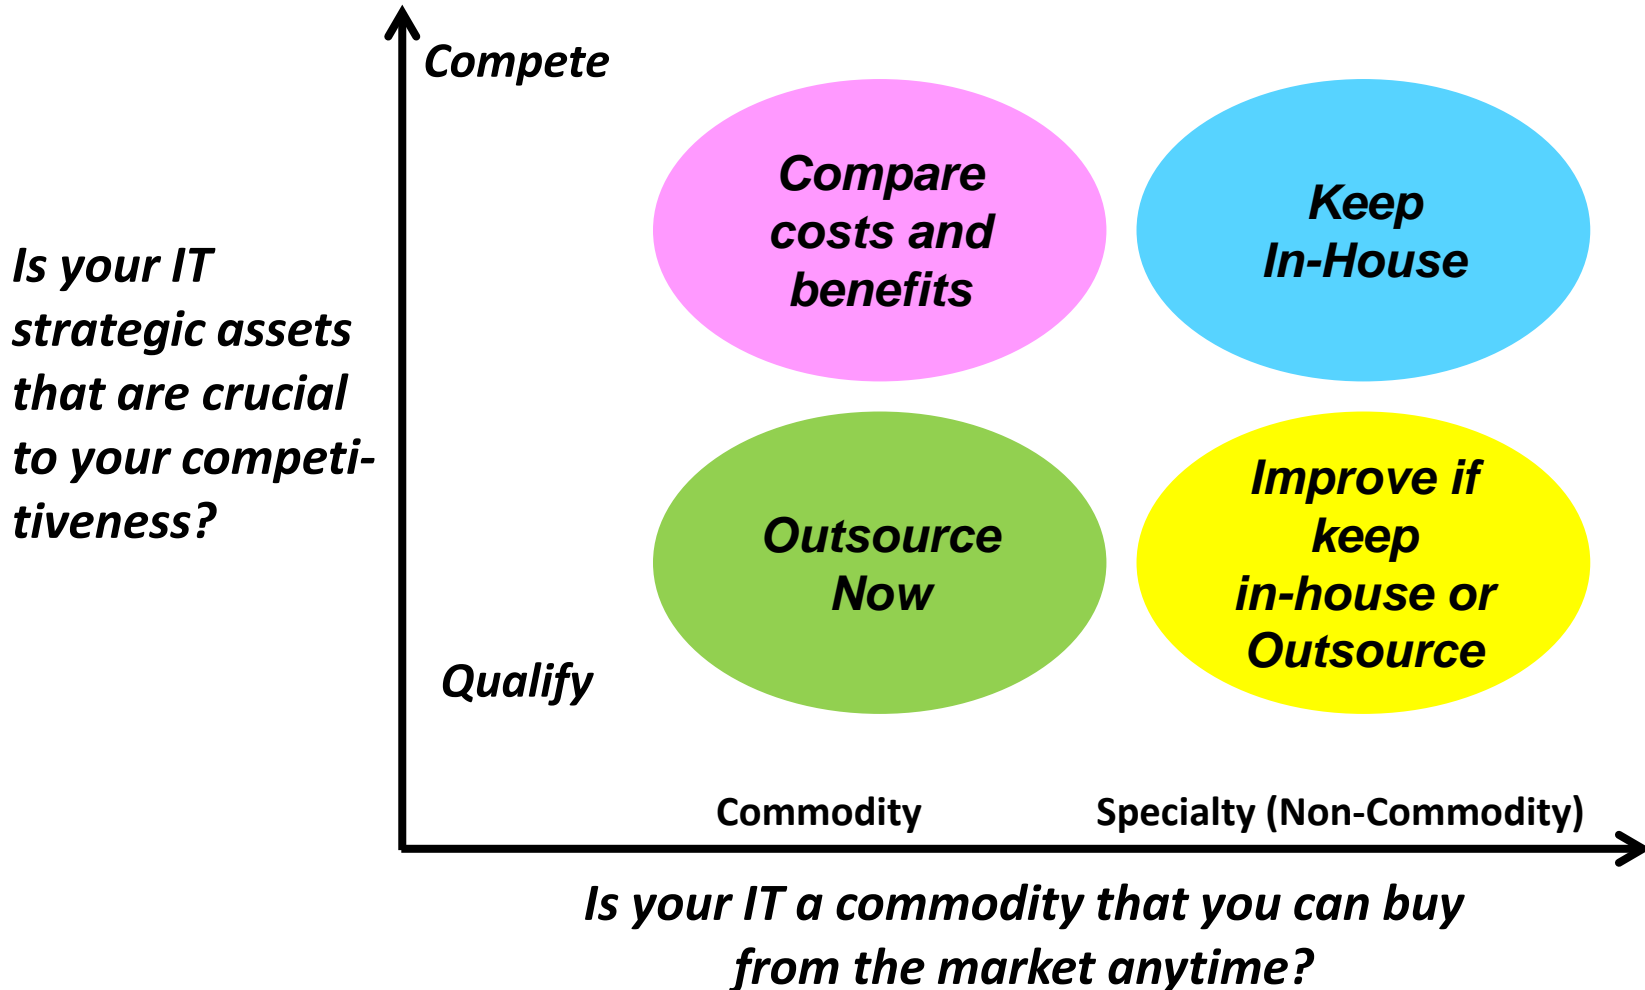 Compete
Compare
costs and
benefits
Keep
In-House
Is your IT
strategic assets
that are crucial
to your competi-
tiveness?
Outsource
Now
Improve if
keep
in-house or
Outsource
Qualify
Commodity
Specialty (Non-Commodity)
Is your IT a commodity that you can buy
from the market anytime?